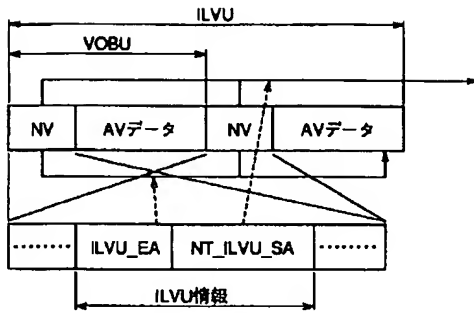 ILVU
VOBU
NV AVデータ NV AVデータ
········ ILVU_EA NT_ILVU_SA ········
ILVU情報